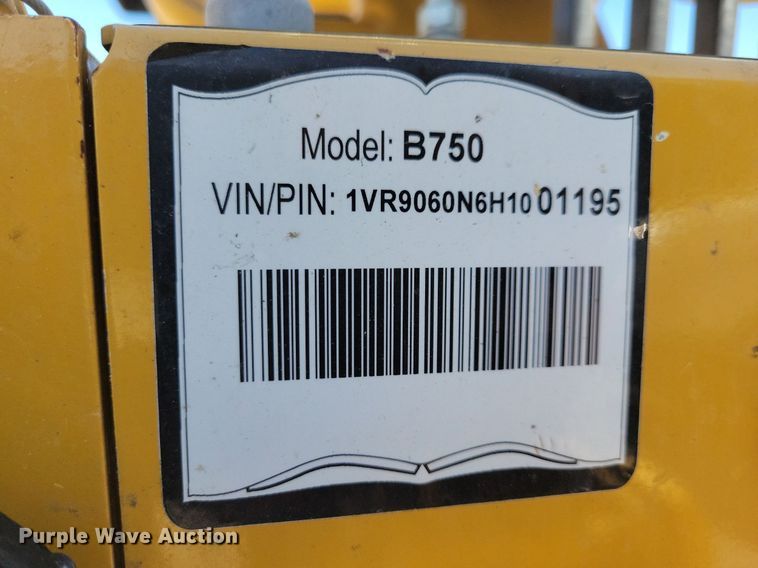 Model: B750
VIN/PIN: 1VR9060N6H1001195
Purple Wave Auction®